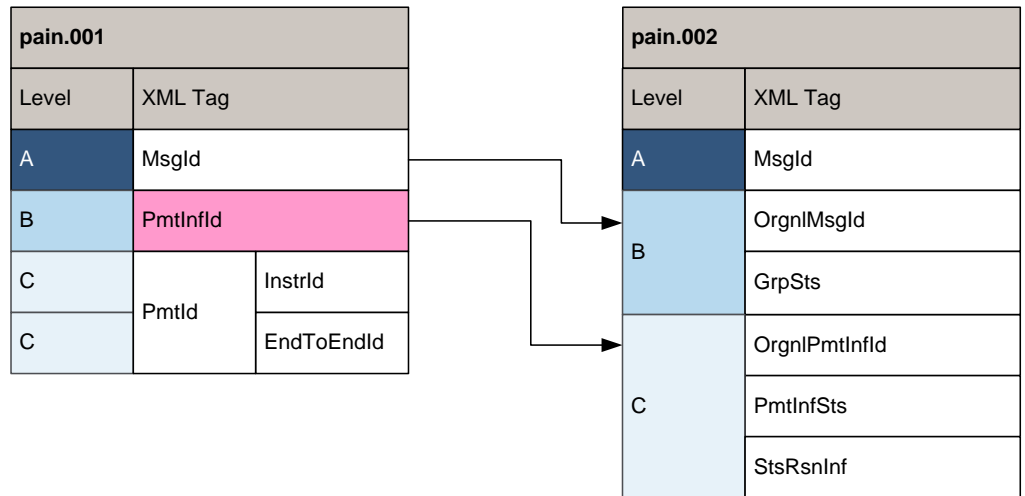 pain.001
Level XML Tag
A MsgId
B PmtInfId
C PmtId InstrId
C EndToEndId
pain.002
Level XML Tag
A MsgId
B OrgnlMsgId
GrpSts
C OrgnlPmtInfId
PmtInfSts
StsRsnInf